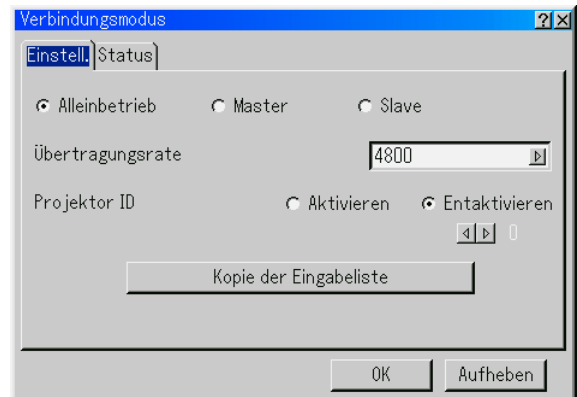 Verbindungsmodus
Einstell. Status
Alleinbetrieb Master Slave
Übertragungsrate 4800
Projektor ID Aktivieren Entaktivieren
0
Kopie der Eingabeliste
OK Aufheben